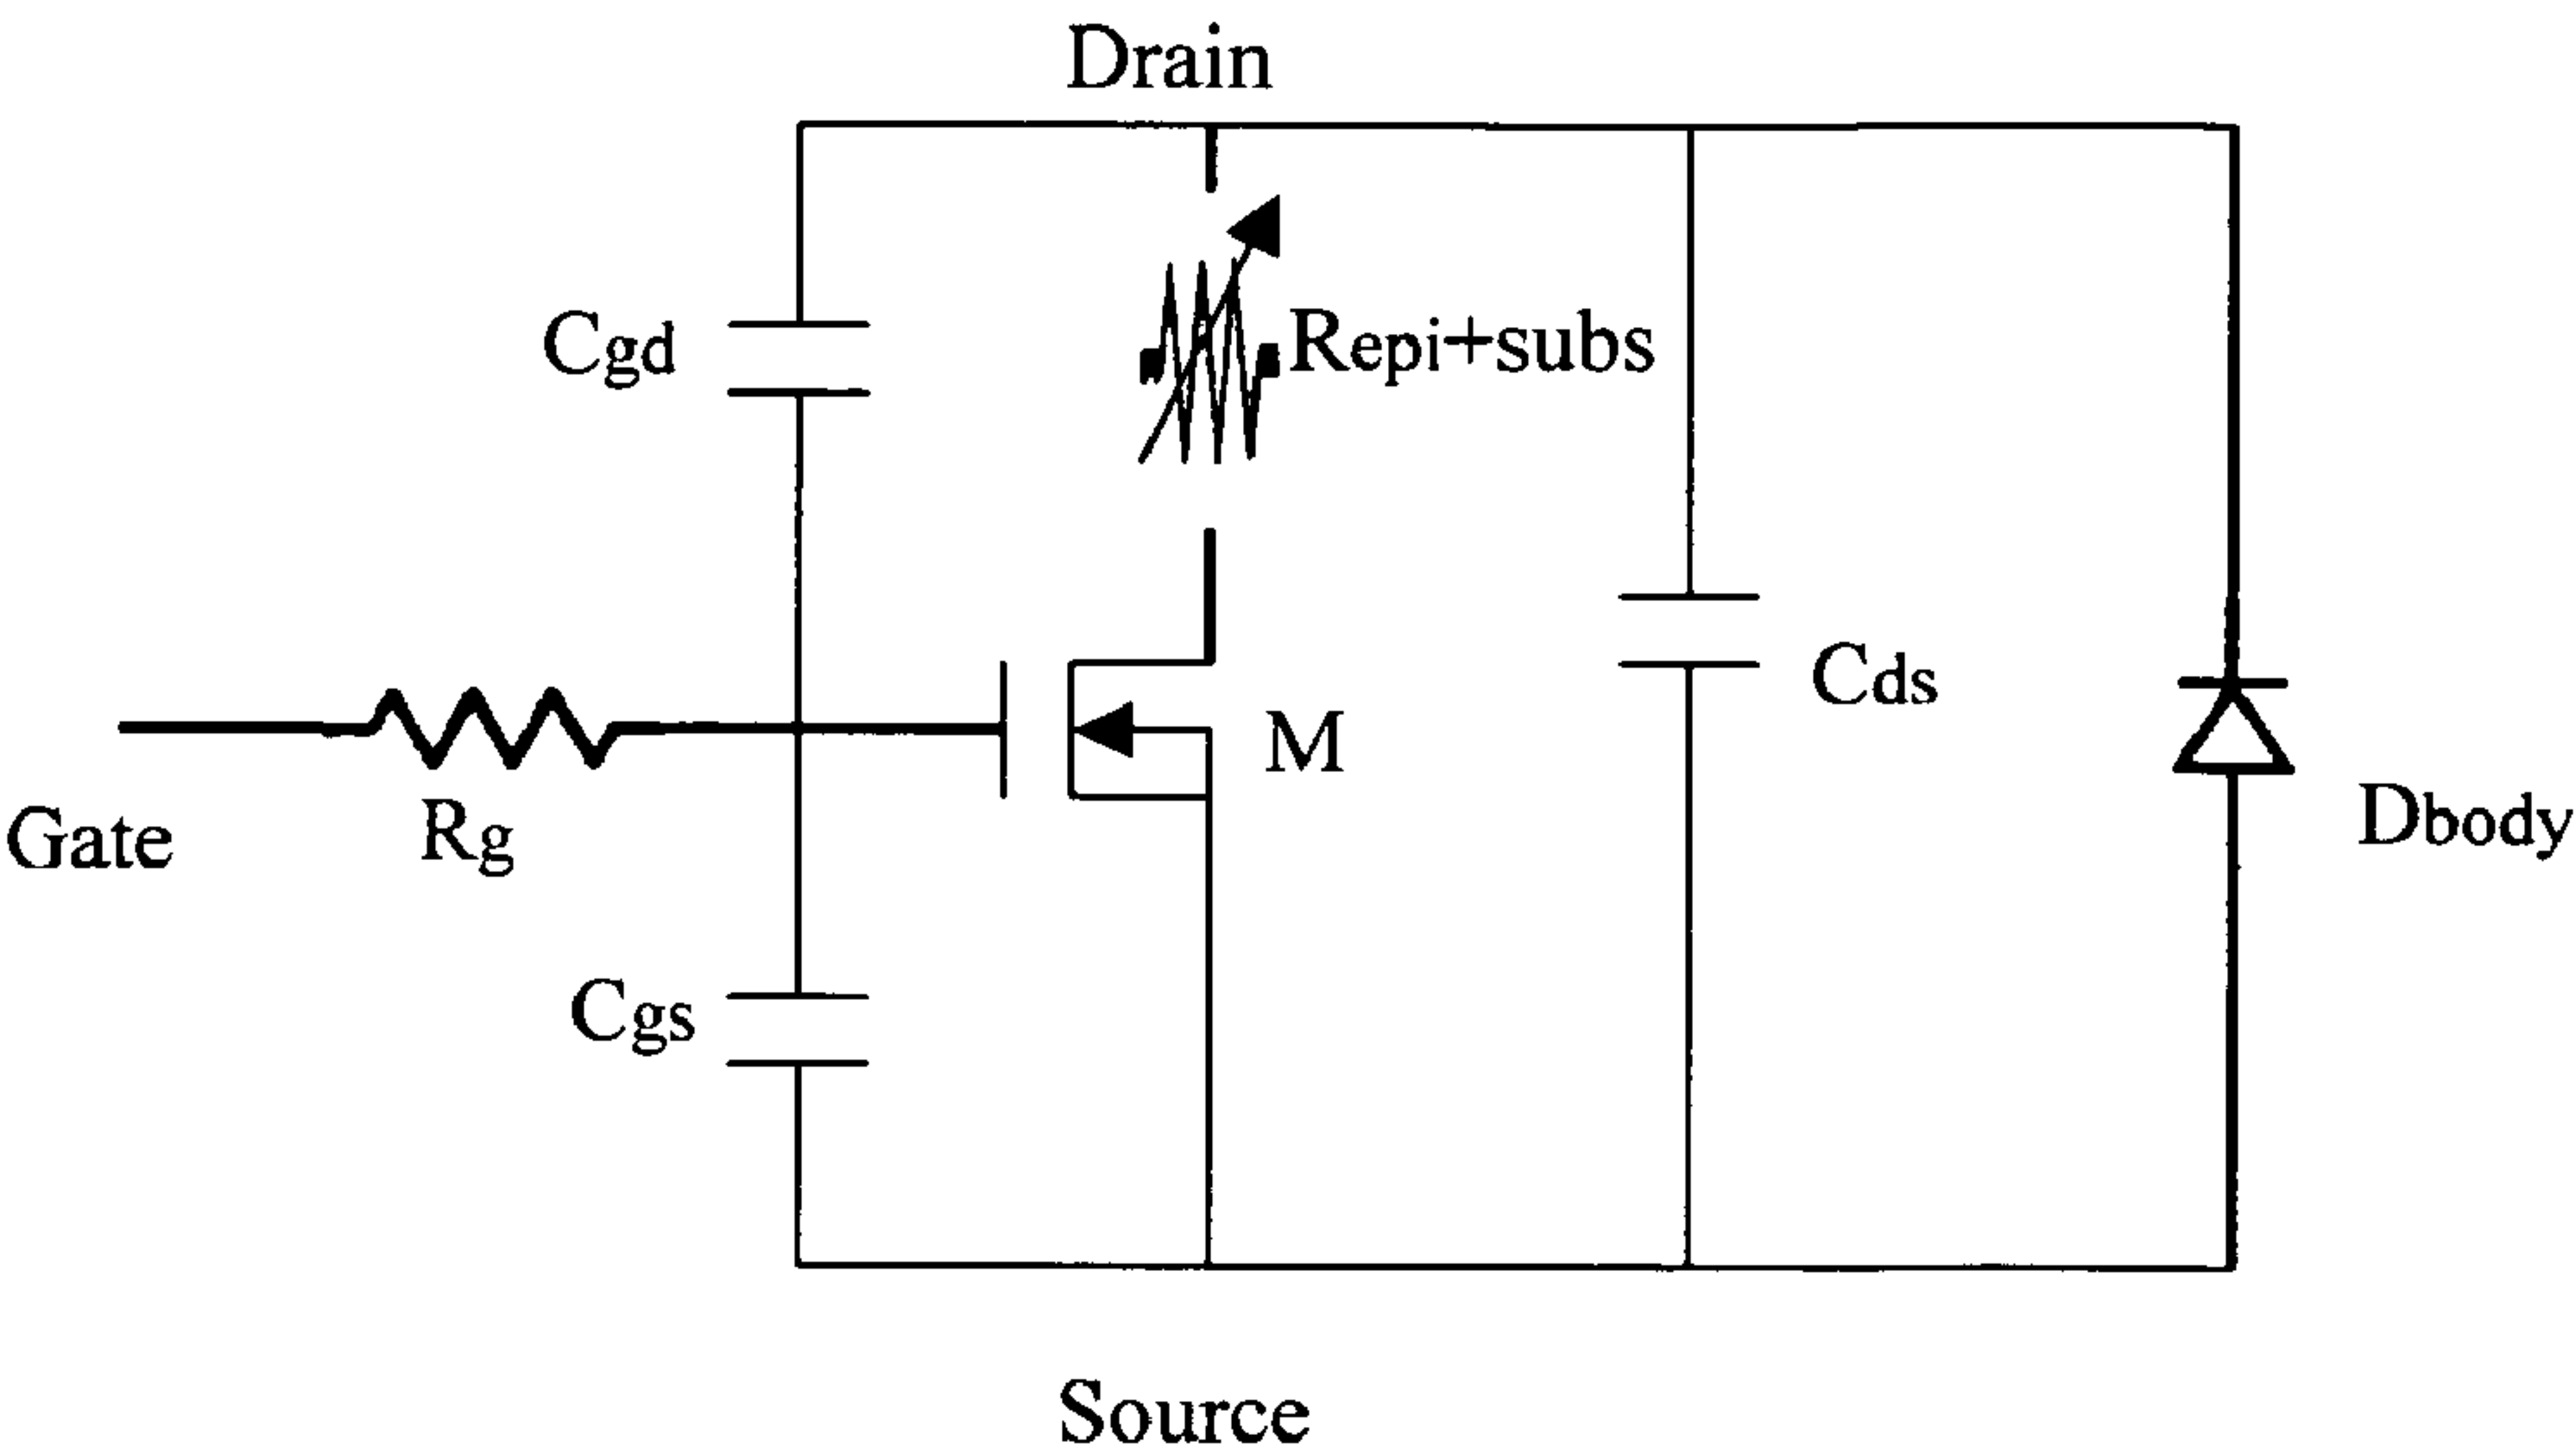 Drain
Cgd
Repi+subs
Cds
M
Gate
Rg
Dbody
Cgs
Source